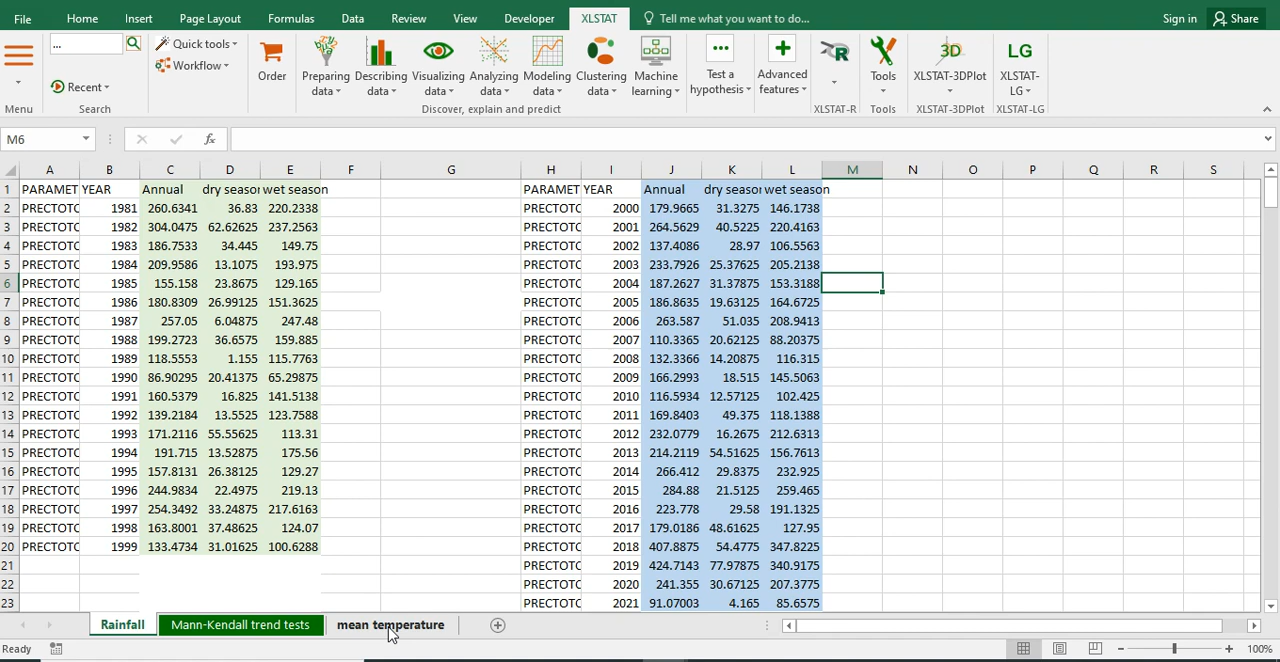 File Home Insert Page Layout Formulas Data Review View Developer XLSTAT Tell me what you want to do... Sign in Share
... Quick tools Workflow Recent Order Preparing data Describing data Visualizing data Analyzing data Modeling data Clustering data Machine learning Test a hypothesis Advanced features R Tools 3D XLSTAT-3DPlot LG XLSTAT-LG
Menu Search Discover, explain and predict XLSTAT-R Tools XLSTAT-3DPlot XLSTAT-LG
M6 fx
A B C D E F G H I J K L M N O P Q R S
1 PARAMET YEAR Annual dry seasor wet season PARAMET YEAR Annual dry seasor wet season
2 PRECTOTC 1981 260.6341 36.83 220.2338 PRECTOTC 2000 179.9665 31.3275 146.1738
3 PRECTOTC 1982 304.0475 62.62625 237.2563 PRECTOTC 2001 264.5629 40.5225 220.4163
4 PRECTOTC 1983 186.7533 34.445 149.75 PRECTOTC 2002 137.4086 28.97 106.5563
5 PRECTOTC 1984 209.9586 13.1075 193.975 PRECTOTC 2003 233.7926 25.37625 205.2138
6 PRECTOTC 1985 155.158 23.8675 129.165 PRECTOTC 2004 187.2627 31.37875 153.3188
7 PRECTOTC 1986 180.8399 26.99125 151.3625 PRECTOTC 2005 186.8635 19.63125 164.6725
8 PRECTOTC 1987 257.05 6.04875 247.48 PRECTOTC 2006 263.587 51.035 208.9413
9 PRECTOTC 1988 199.2723 36.6575 159.885 PRECTOTC 2007 110.3365 20.62125 88.20375
10 PRECTOTC 1989 118.5553 1.155 115.7763 PRECTOTC 2008 132.3366 14.20875 116.315
11 PRECTOTC 1990 86.90295 20.41375 65.29875 PRECTOTC 2009 166.2993 18.515 145.5063
12 PRECTOTC 1991 160.5379 16.825 141.5138 PRECTOTC 2010 116.5934 12.57125 102.425
13 PRECTOTC 1992 139.2184 13.5525 123.7588 PRECTOTC 2011 169.8403 49.375 118.1388
14 PRECTOTC 1993 171.2116 55.55625 113.31 PRECTOTC 2012 232.0779 16.2675 212.6313
15 PRECTOTC 1994 191.715 13.52875 175.56 PRECTOTC 2013 214.2119 54.51625 156.7613
16 PRECTOTC 1995 157.8131 26.38125 129.27 PRECTOTC 2014 266.412 29.8375 232.925
17 PRECTOTC 1996 244.9834 22.4975 219.13 PRECTOTC 2015 284.88 21.5125 259.465
18 PRECTOTC 1997 254.3492 33.24875 217.6163 PRECTOTC 2016 223.778 29.58 191.1325
19 PRECTOTC 1998 163.8001 37.48625 124.07 PRECTOTC 2017 179.0186 48.61625 127.95
20 PRECTOTC 1999 133.4734 31.01625 100.6288 PRECTOTC 2018 407.8875 54.4775 347.8225
21 PRECTOTC 2019 424.7143 77.97875 340.9175
22 PRECTOTC 2020 241.355 30.67125 207.3775
23 PRECTOTC 2021 91.07003 4.165 85.6575
Rainfall Mann-Kendall trend tests mean temperature
Ready 100%